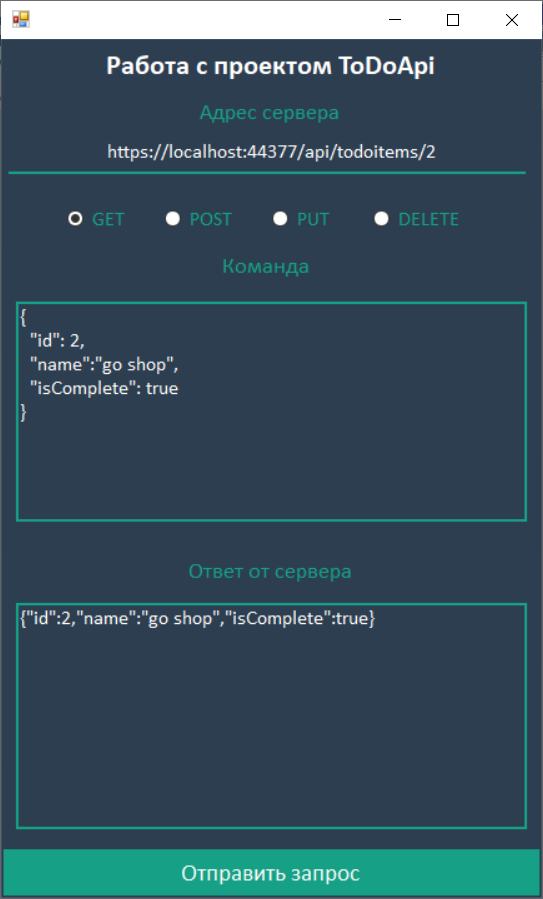 Работа с проектом ToDoApi
Адрес сервера
https://localhost:44377/api/todoitems/2
GET POST PUT DELETE
Команда
{
"id": 2,
"name":"go shop",
"isComplete": true
}
Ответ от сервера
{"id":2,"name":"go shop","isComplete":true}
Отправить запрос